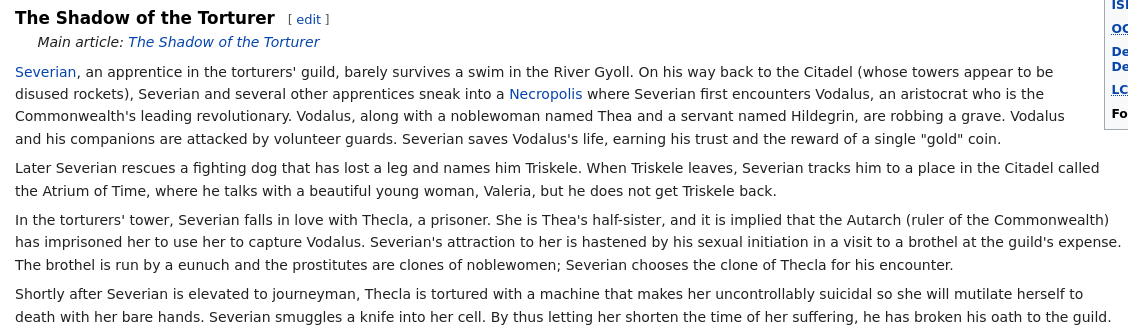 The Shadow of the Torturer [ edit ]
Main article: The Shadow of the Torturer
Severian, an apprentice in the torturers' guild, barely survives a swim in the River Gyoll. On his way back to the Citadel (whose towers appear to be
disused rockets), Severian and several other apprentices sneak into a Necropolis where Severian first encounters Vodalus, an aristocrat who is the
Commonwealth's leading revolutionary. Vodalus, along with a noblewoman named Thea and a servant named Hildegrin, are robbing a grave. Vodalus
and his companions are attacked by volunteer guards. Severian saves Vodalus's life, earning his trust and the reward of a single "gold" coin.
Later Severian rescues a fighting dog that has lost a leg and names him Triskele. When Triskele leaves, Severian tracks him to a place in the Citadel called
the Atrium of Time, where he talks with a beautiful young woman, Valeria, but he does not get Triskele back.
In the torturers' tower, Severian falls in love with Thecla, a prisoner. She is Thea's half-sister, and it is implied that the Autarch (ruler of the Commonwealth)
has imprisoned her to use her to capture Vodalus. Severian's attraction to her is hastened by his sexual initiation in a visit to a brothel at the guild's expense.
The brothel is run by a eunuch and the prostitutes are clones of noblewomen; Severian chooses the clone of Thecla for his encounter.
Shortly after Severian is elevated to journeyman, Thecla is tortured with a machine that makes her uncontrollably suicidal so she will mutilate herself to
death with her bare hands. Severian smuggles a knife into her cell. By thus letting her shorten the time of her suffering, he has broken his oath to the guild.
OC
De
De
LC
Fo